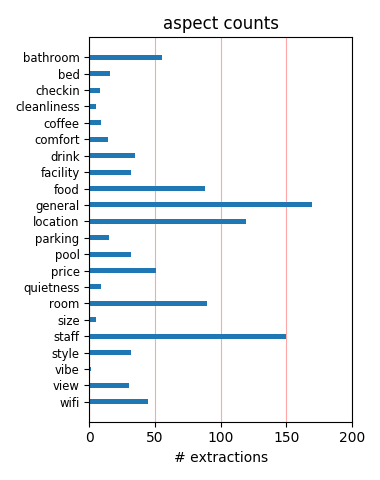 aspect counts
bathroom
bed
checkin
cleanliness
coffee
comfort
drink
facility
food
general
location
parking
pool
price
quietness
room
size
staff
style
vibe
view
wifi
0 50 100 150 200
# extractions